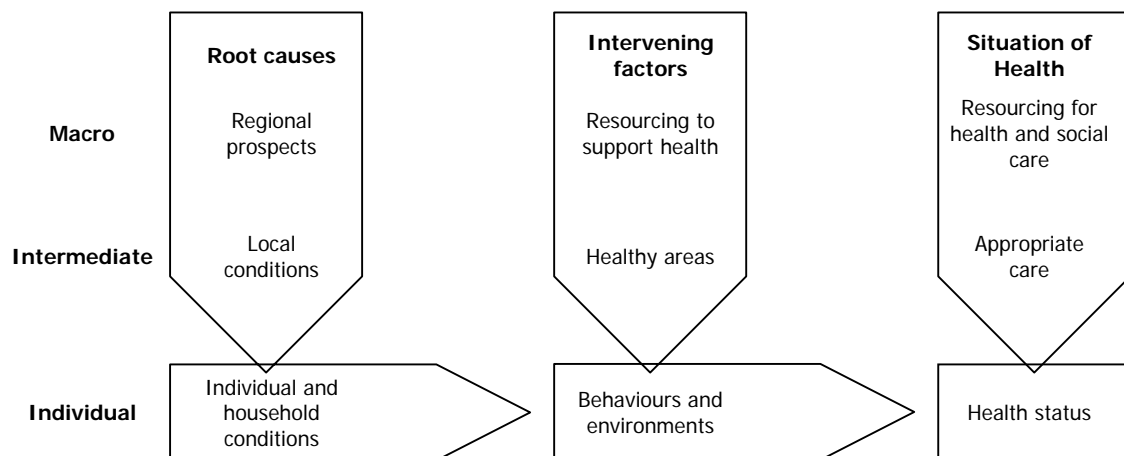 Root causes
Intervening
factors
Situation of
Health
Macro
Regional
prospects
Resourcing to
support health
Resourcing for
health and social
care
Intermediate
Local
conditions
Healthy areas
Appropriate
care
Individual
Individual and
household
conditions
Behaviours and
environments
Health status